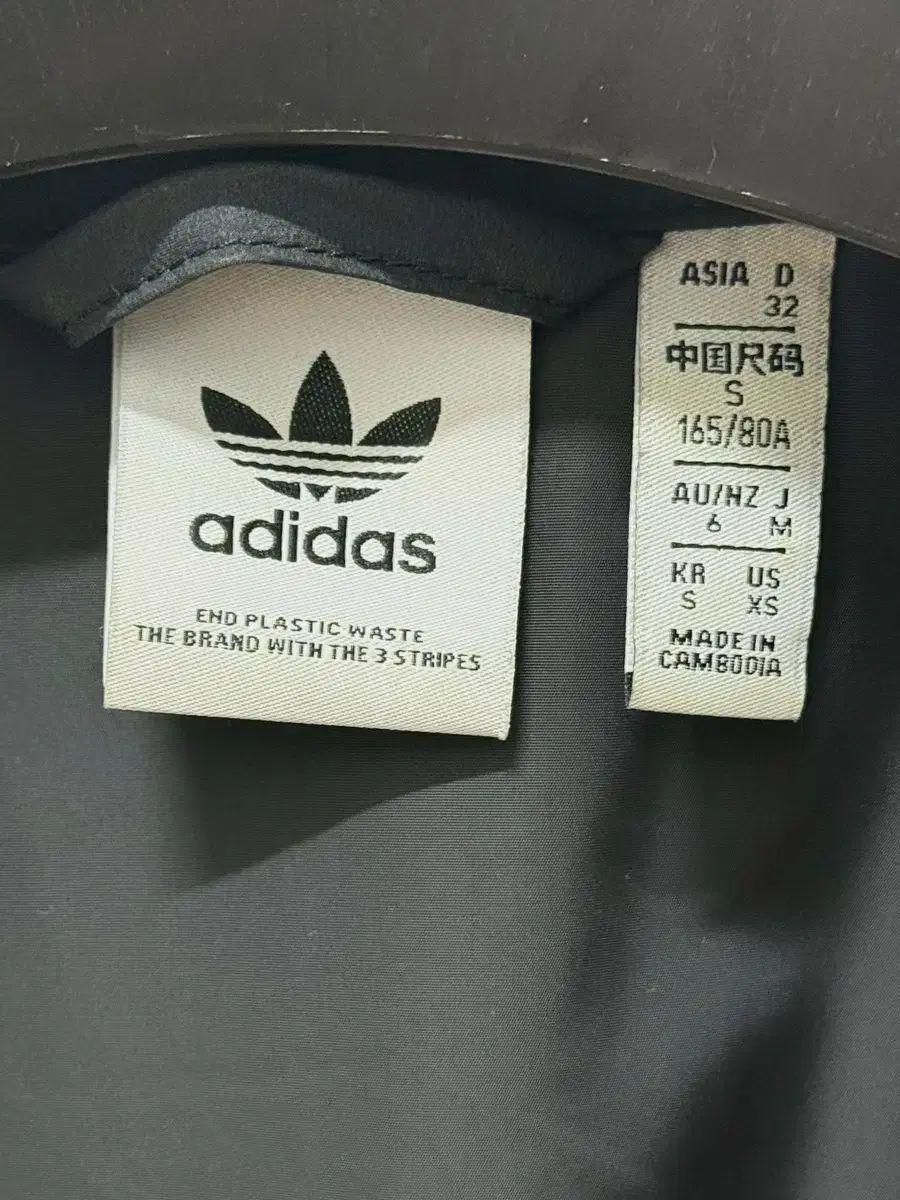 adidas
END PLASTIC WASTE
THE BRAND WITH THE 3 STRIPES
ASIA D
32
中国尺码
S
165/80A
AU/NZ J
6 M
KR US
S XS
MADE IN
CAMBODIA